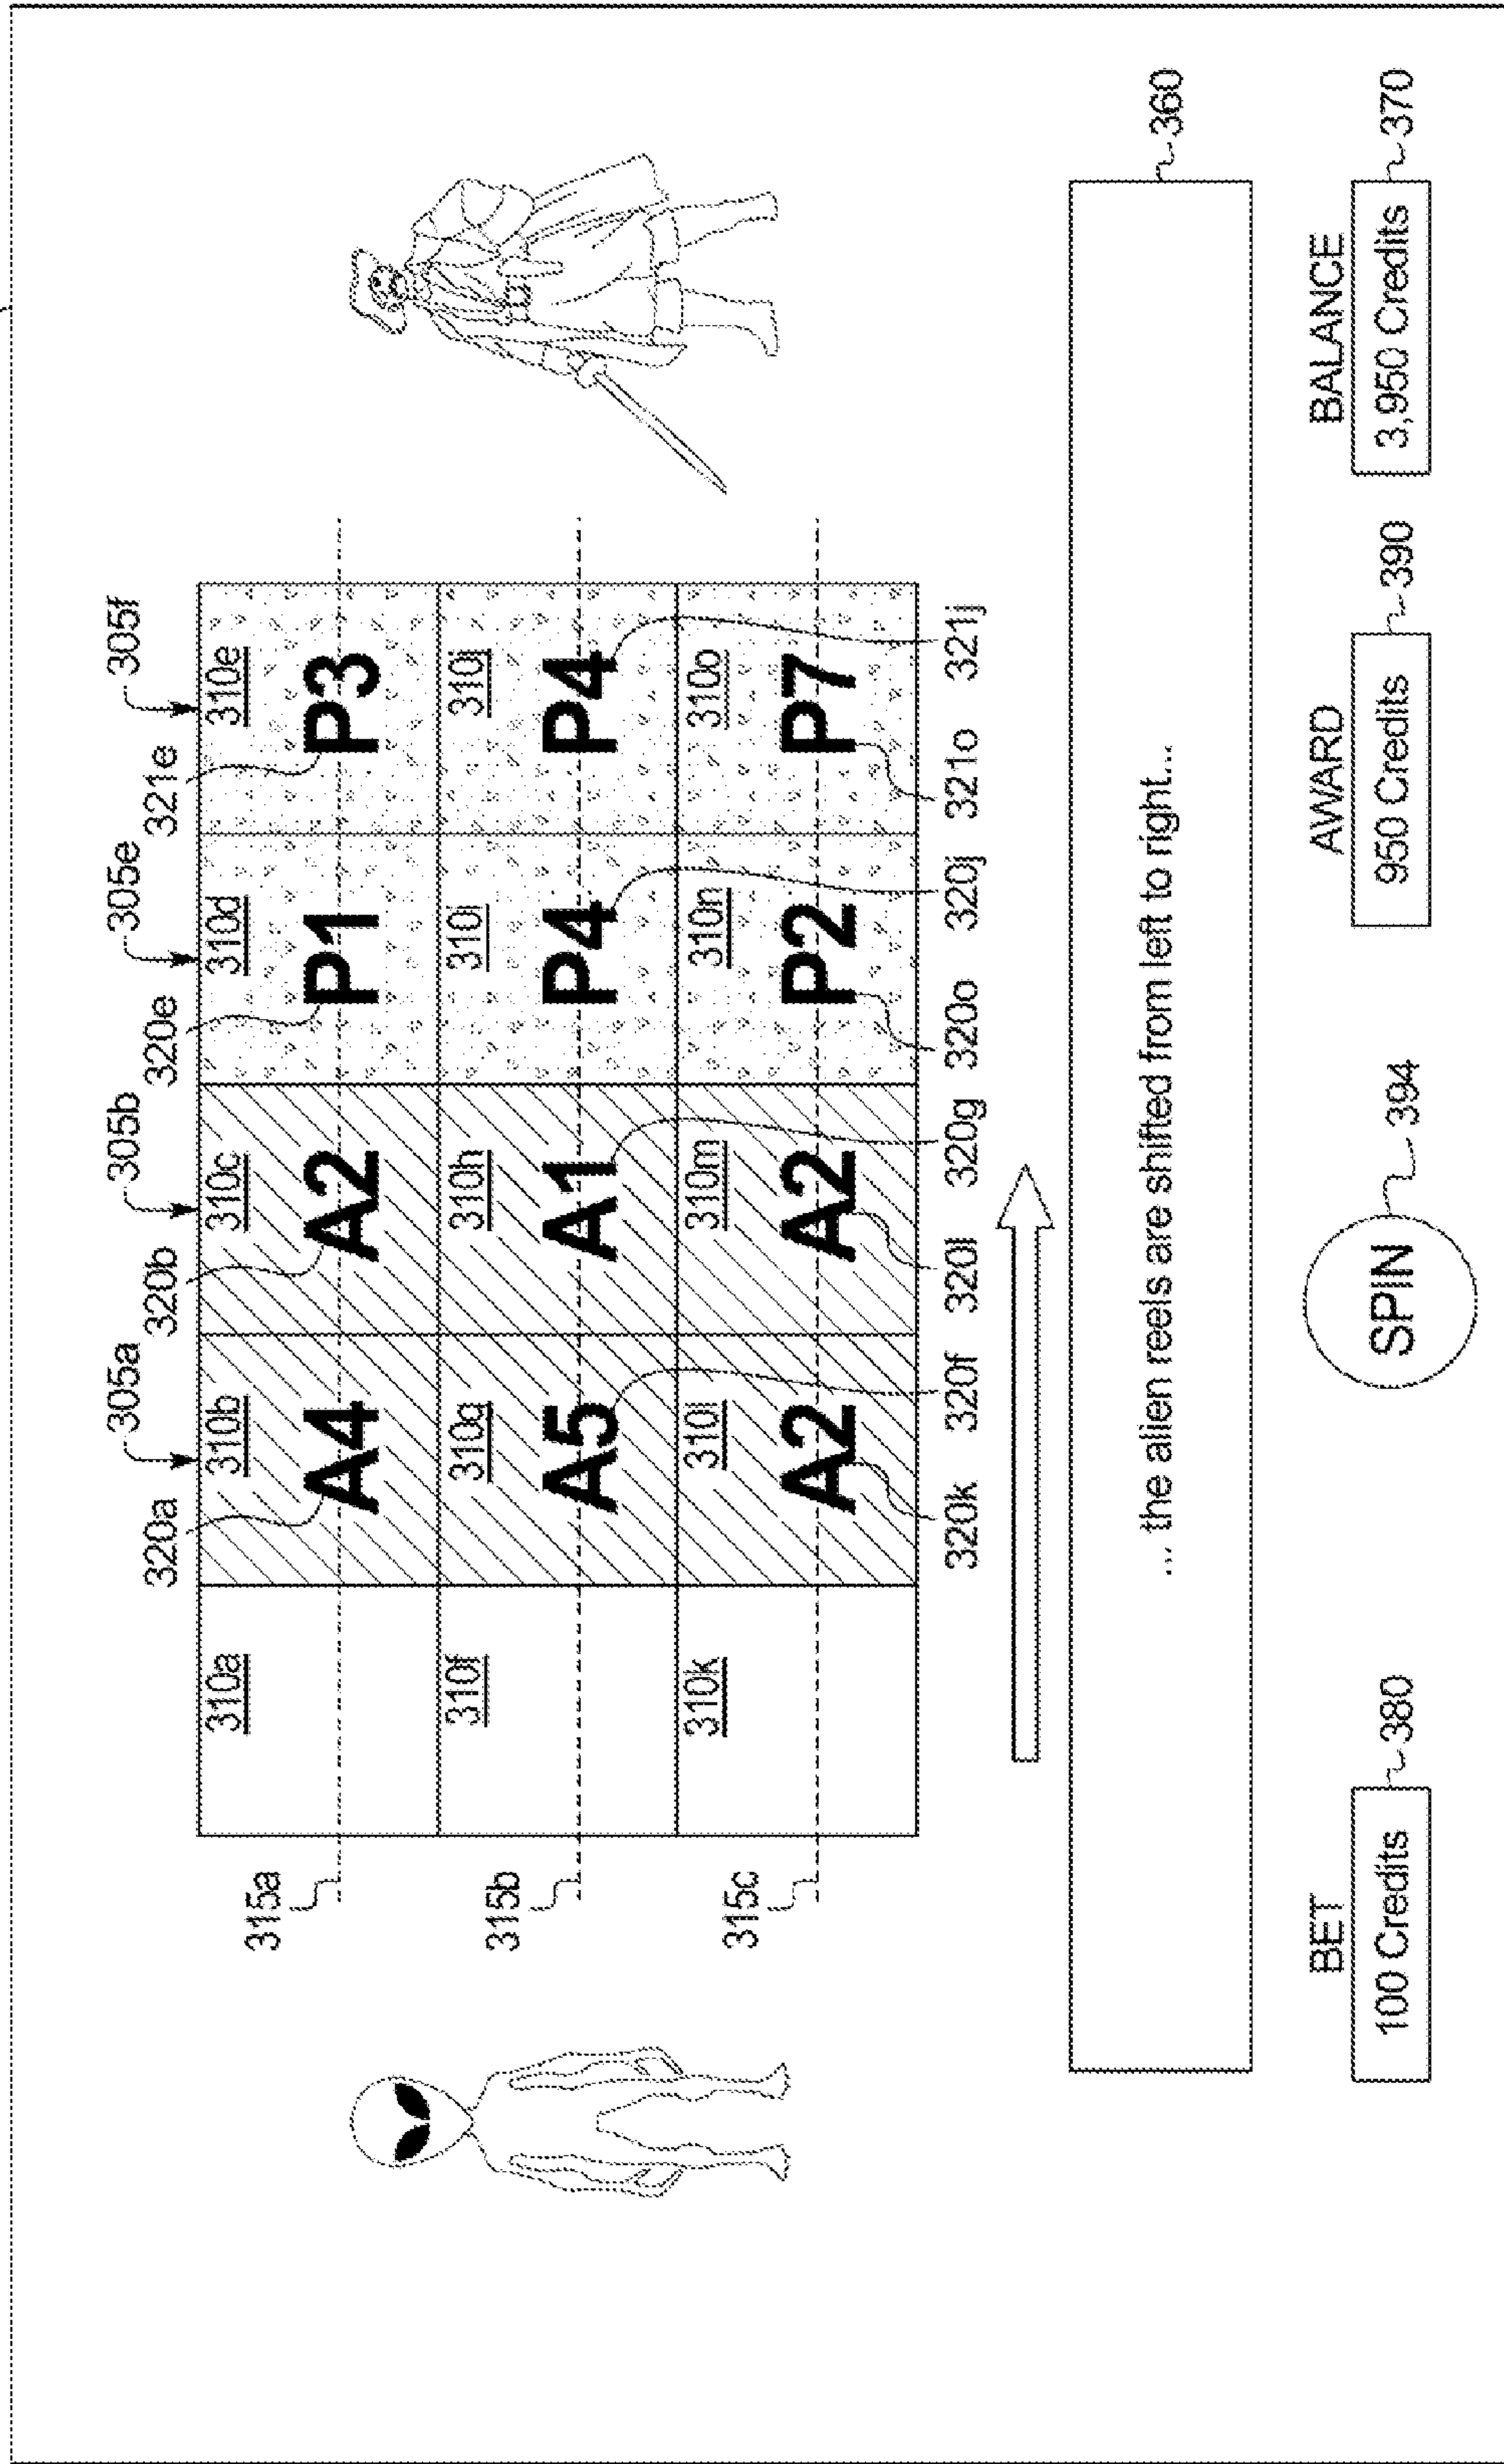 305a 305b 305e 305f
320a 320b 320e 321e
310a 310b 310c 310d 310e
315a A4 A2 P1 P3
310f 310g 310h 310i 310j
315b A5 A1 P4 P4
310k 310l 310m 310n 310o
315c A2 A2 P2 P7
320k 320f 320l 320g 320o 320j 321o 321j
... the alien reels are shifted from left to right...
360
BET AWARD BALANCE
100 Credits 380 SPIN 394 950 Credits 390 3,950 Credits 370